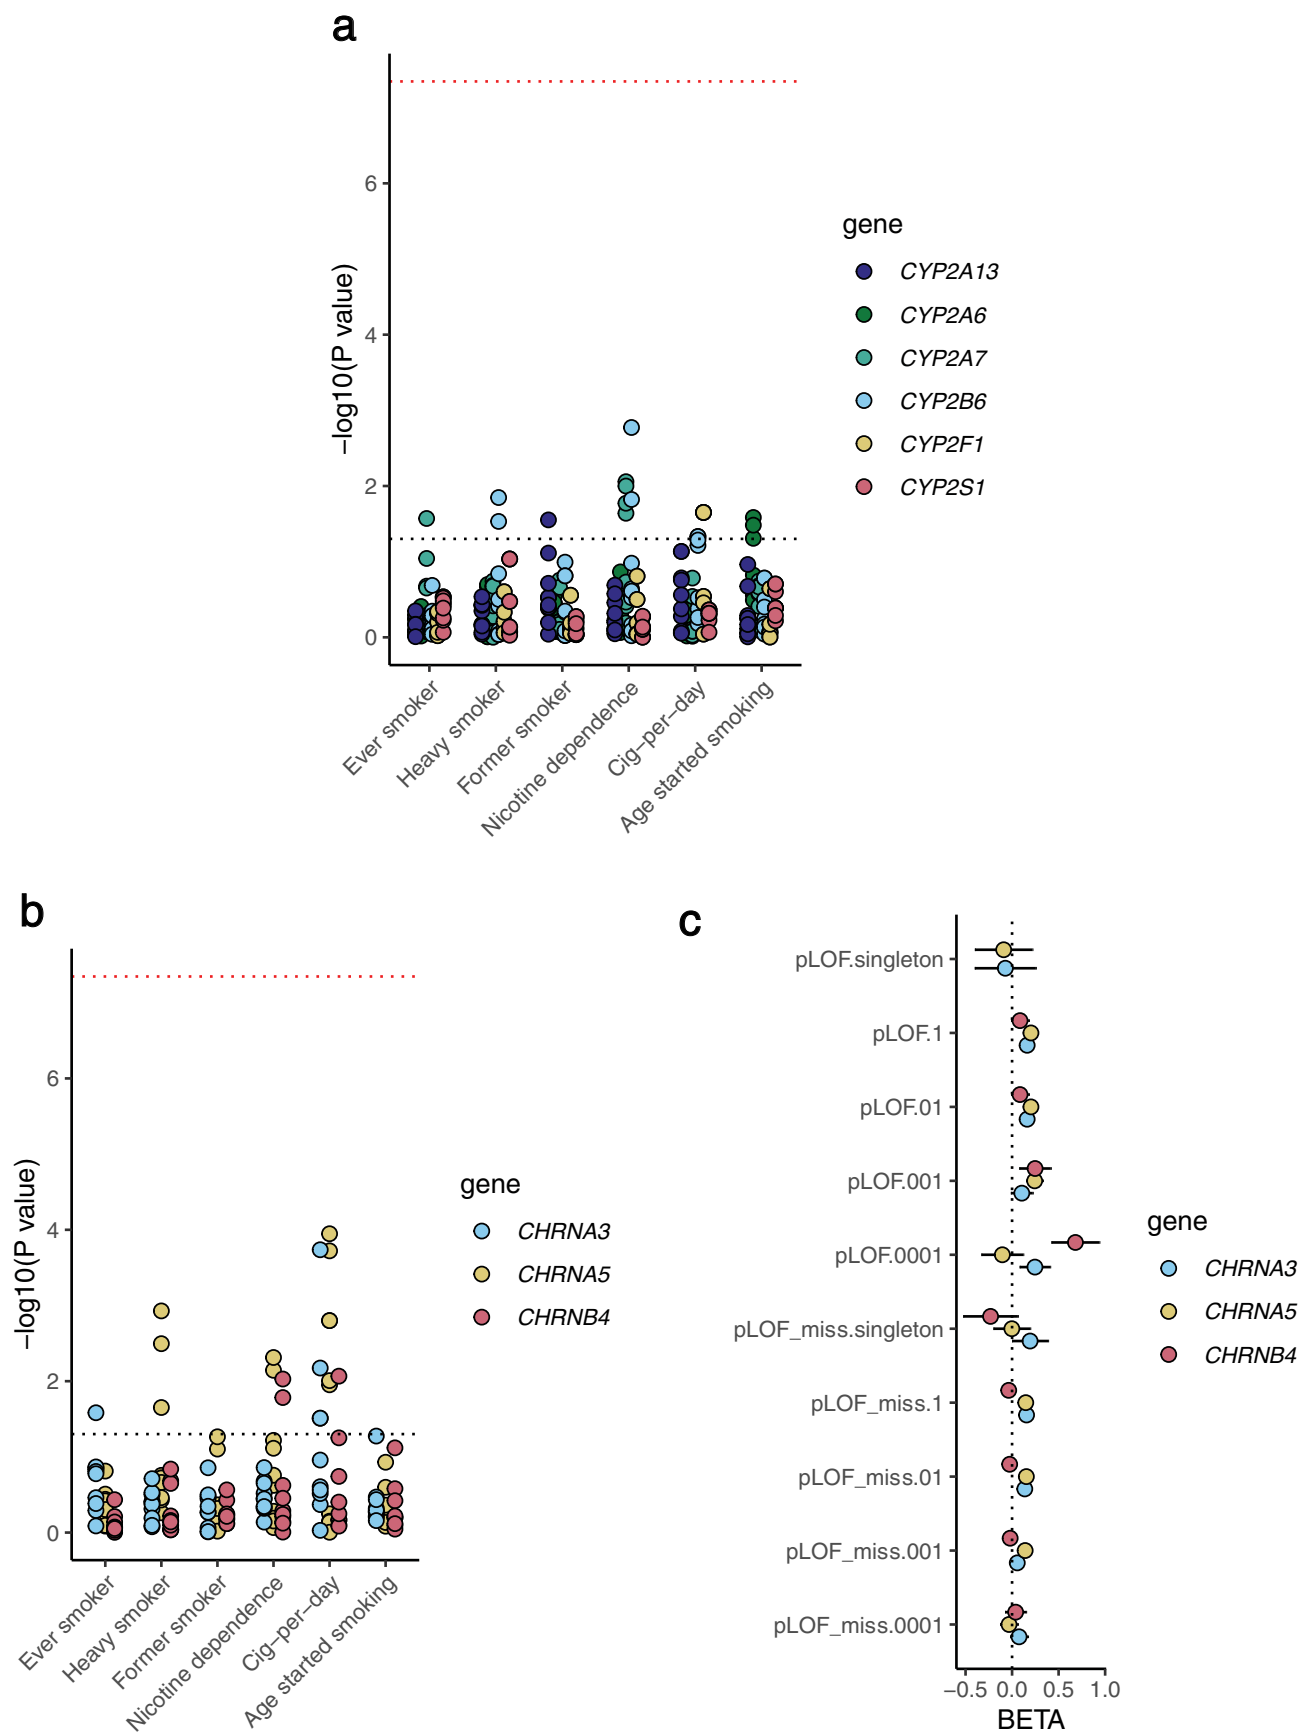 a
−log10(P value)
6
4
2
0
Ever smoker
Heavy smoker
Former smoker
Nicotine dependence
Cig−per−day
Age started smoking
gene
CYP2A13
CYP2A6
CYP2A7
CYP2B6
CYP2F1
CYP2S1
b
−log10(P value)
6
4
2
0
Ever smoker
Heavy smoker
Former smoker
Nicotine dependence
Cig−per−day
Age started smoking
gene
CHRNA3
CHRNA5
CHRNB4
c
pLOF.singleton
pLOF.1
pLOF.01
pLOF.001
pLOF.0001
pLOF_miss.singleton
pLOF_miss.1
pLOF_miss.01
pLOF_miss.001
pLOF_miss.0001
−0.5 0.0 1.0
BETA
gene
CHRNA3
CHRNA5
CHRNB4